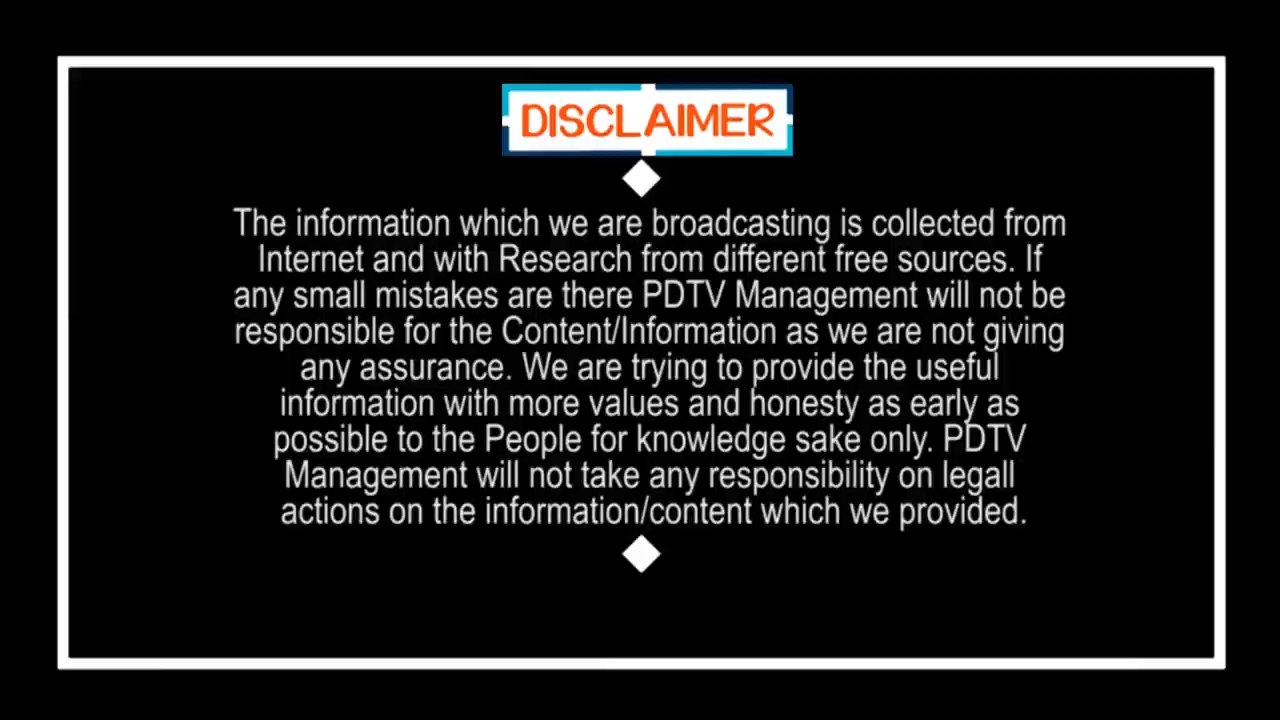 DISCLAIMER
The information which we are broadcasting is collected from
Internet and with Research from different free sources. If
any small mistakes are there PDTV Management will not be
responsible for the Content/Information as we are not giving
any assurance. We are trying to provide the useful
information with more values and honesty as early as
possible to the People for knowledge sake only. PDTV
Management will not take any responsibility on legall
actions on the information/content which we provided.